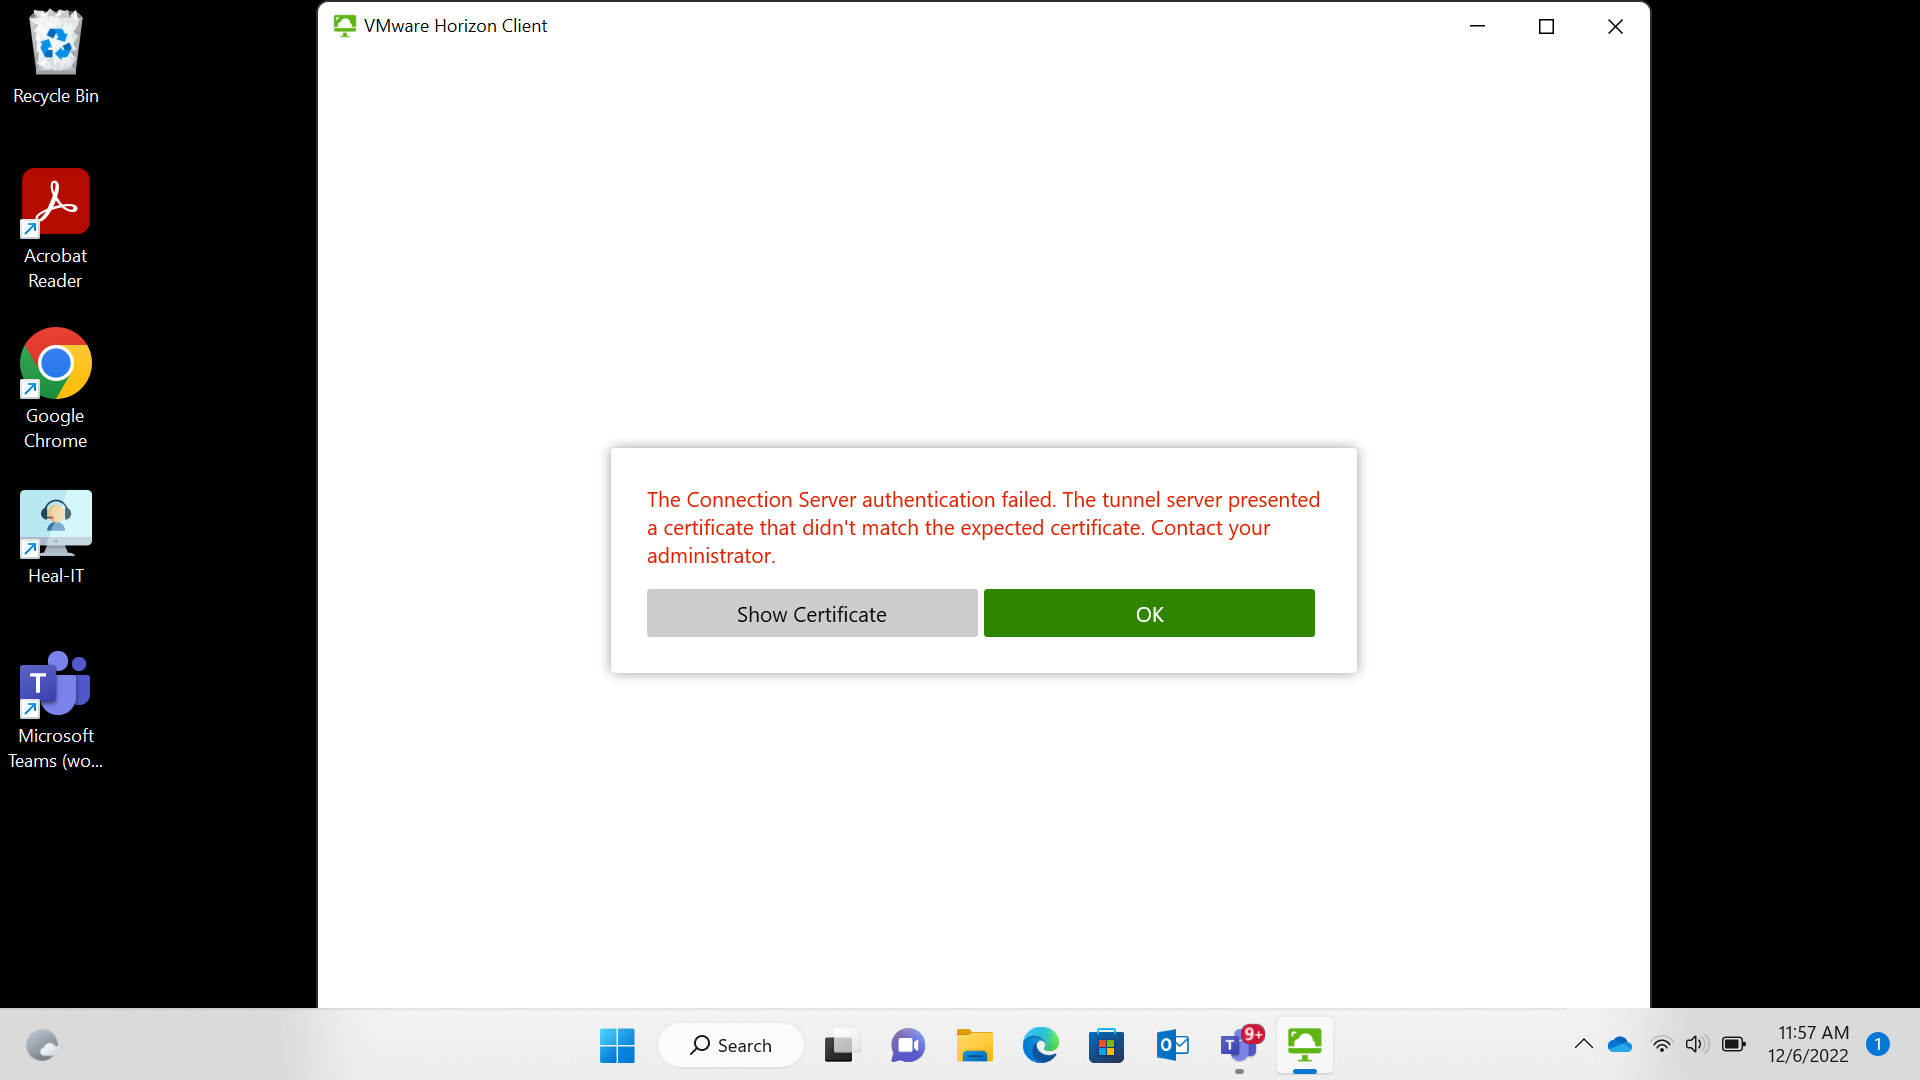 VMware Horizon Client
Recycle Bin
Acrobat
Reader
Google
Chrome
Heal-IT
T
Microsoft
Teams (wo...
The Connection Server authentication failed. The tunnel server presented
a certificate that didn't match the expected certificate. Contact your
administrator.
Show Certificate
OK
Search
O
T
9+
11:57 AM
12/6/2022
1